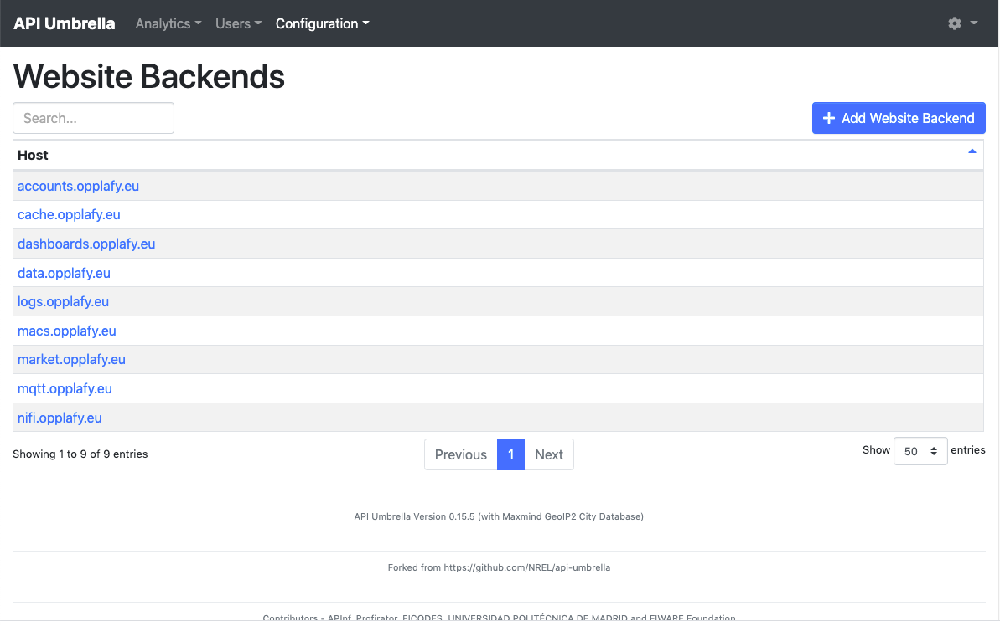 API Umbrella Analytics Users Configuration
Website Backends
Search...
Add Website Backend
Host
accounts.opplafy.eu
cache.opplafy.eu
dashboards.opplafy.eu
data.opplafy.eu
logs.opplafy.eu
macs.opplafy.eu
market.opplafy.eu
mqtt.opplafy.eu
nifi.opplafy.eu
Showing 1 to 9 of 9 entries
Previous 1 Next
Show 50 entries
API Umbrella Version 0.15.5 (with Maxmind GeoIP2 City Database)
Forked from https://github.com/NREL/api-umbrella
Contributors - APInf, Profirator, FICODES, UNIVERSIDAD POLITÉCNICA DE MADRID and FIWARE Foundation